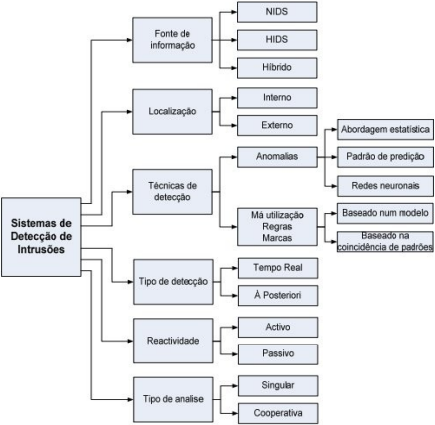 Sistemas de
Detecção de
Intrusões
Fonte de
informação
NIDS
HIDS
Híbrido
Localização
Interno
Externo
Técnicas de
detecção
Anomalias
Abordagem estatística
Padrão de predição
Redes neuronais
Má utilização
Regras
Marcas
Baseado num modelo
Baseado na
coincidência de padrões
Tipo de detecção
Tempo Real
À Posteriori
Reactividade
Activo
Passivo
Tipo de analise
Singular
Cooperativa